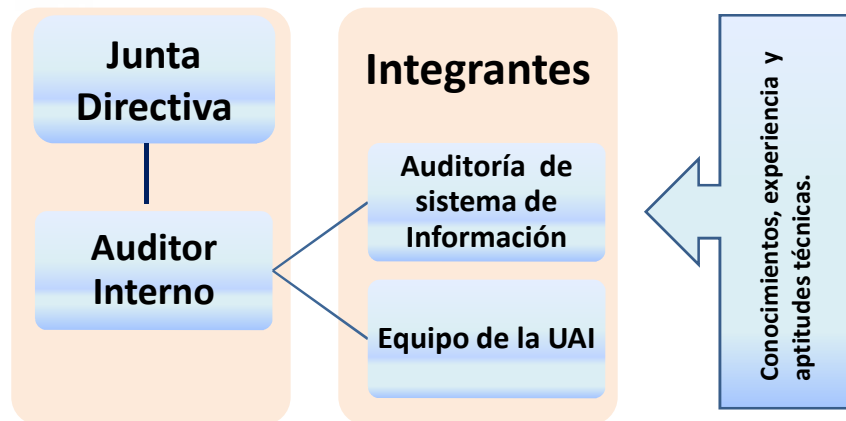 Junta
Directiva
Auditor
Interno
Integrantes
Auditoría de
sistema de
Información
Equipo de la UAI
Conocimientos, experiencia y
aptitudes técnicas.